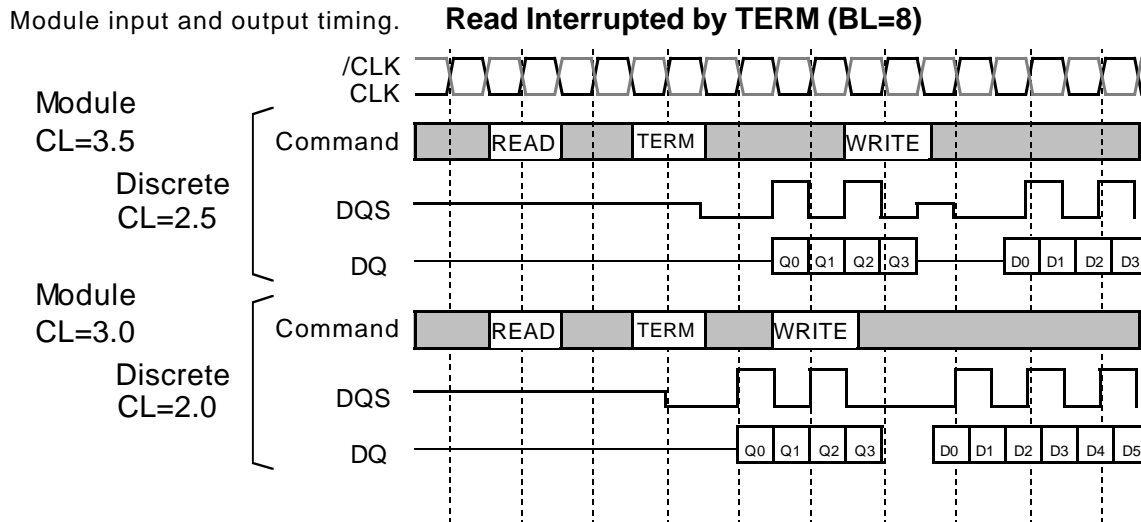 Module input and output timing.
Read Interrupted by TERM (BL=8)
/CLK
CLK
Module
CL=3.5
Discrete
CL=2.5
Command
READ
TERM
WRITE
DQS
DQ
Q0 Q1 Q2 Q3
D0 D1 D2 D3
Module
CL=3.0
Discrete
CL=2.0
Command
READ
TERM
WRITE
DQS
DQ
Q0 Q1 Q2 Q3
D0 D1 D2 D3 D4 D5